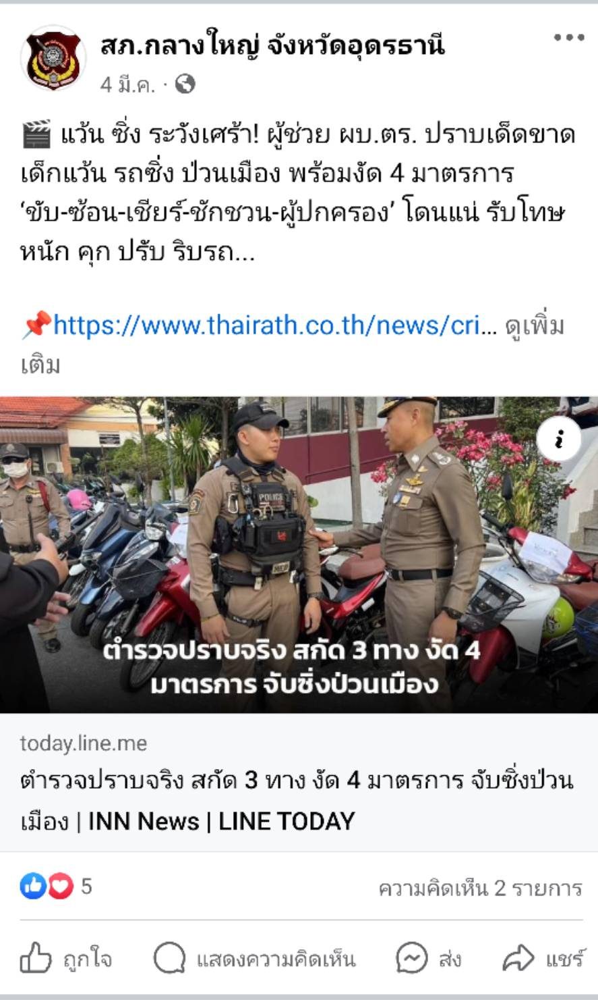 สภ.กลางใหญ่ จังหวัดอุดรธานี
4 มี.ค. ·
🎬 แว้น ซิ่ง ระวังเศร้า! ผู้ช่วย ผบ.ตร. ปราบเด็ดขาด
เด็กแว้น รถซิ่ง ป่วนเมือง พร้อมงัด 4 มาตรการ
‘ขับ-ซ้อน-เชียร์-ชักชวน-ผู้ปกครอง’ โดนแน่ รับโทษ
หนัก คุก ปรับ ริบรถ...
📌https://www.thairath.co.th/news/cri... ดูเพิ่ม
เติม
POLICE
ตำรวจปราบจริง สกัด 3 ทาง งัด 4
มาตรการ จับซิ่งป่วนเมือง
today.line.me
ตำรวจปราบจริง สกัด 3 ทาง งัด 4 มาตรการ จับซิ่งป่วน
เมือง | INN News | LINE TODAY
5 ความคิดเห็น 2 รายการ
ถูกใจ แสดงความคิดเห็น ส่ง แชร์